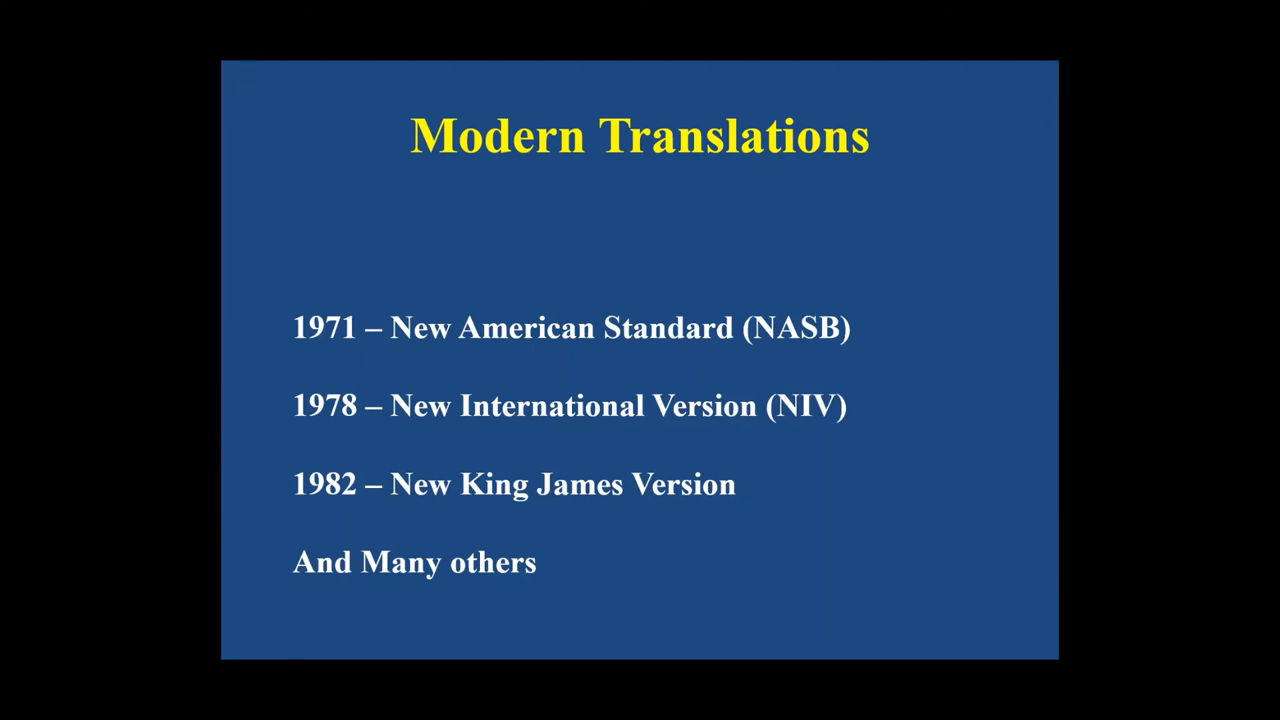 Modern Translations
1971 – New American Standard (NASB)
1978 – New International Version (NIV)
1982 – New King James Version
And Many others